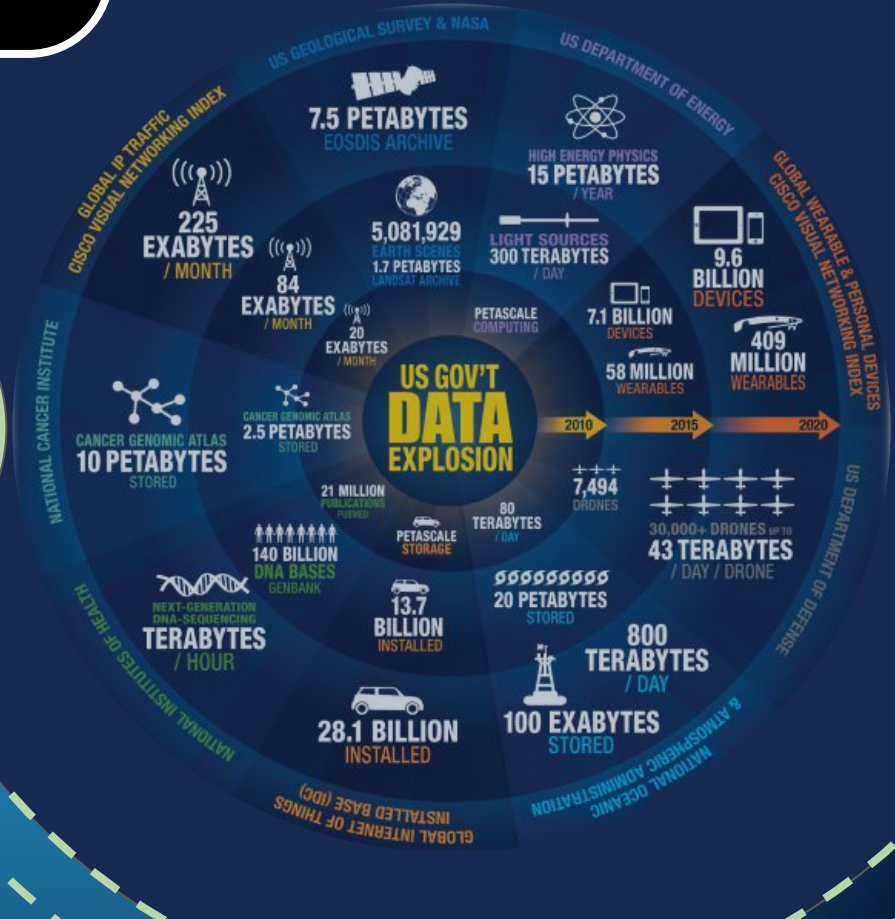 US GEOLOGICAL SURVEY & NASA
7.5 PETABYTES
EOSDIS ARCHIVE
5,081,929
EARTH SCENES
1.7 PETABYTES
LANDSAT ARCHIVE
US DEPARTMENT OF ENERGY
HIGH ENERGY PHYSICS
15 PETABYTES
/ YEAR
LIGHT SOURCES
300 TERABYTES
/ DAY
PETASCALE
COMPUTING
GLOBAL WEARABLE & PERSONAL DEVICES
CISCO VISUAL NETWORKING INDEX
9.6
BILLION
DEVICES
409
MILLION
WEARABLES
7.1 BILLION
DEVICES
58 MILLION
WEARABLES
2010
2015
2020
US GOV'T
DATA
EXPLOSION
US DEPARTMENT OF DEFENSE
7,494
DRONES
30,000+ DRONES UP TO
43 TERABYTES
/ DAY / DRONE
NATIONAL OCEANIC
& ATMOSPHERIC ADMINISTRATION
80
TERABYTES
/ DAY
20 PETABYTES
STORED
800
TERABYTES
/ DAY
100 EXABYTES
STORED
GLOBAL INTERNET OF THINGS
INSTALLED BASE (IDC)
PETASCALE
STORAGE
13.7
BILLION
INSTALLED
28.1 BILLION
INSTALLED
NATIONAL INSTITUTES OF HEALTH
21 MILLION
PUBLICATIONS
PUBMED
140 BILLION
DNA BASES
GENBANK
NEXT-GENERATION
DNA-SEQUENCING
TERABYTES
/ HOUR
NATIONAL CANCER INSTITUTE
CANCER GENOMIC ATLAS
2.5 PETABYTES
STORED
CANCER GENOMIC ATLAS
10 PETABYTES
STORED
GLOBAL IP TRAFFIC
CISCO VISUAL NETWORKING INDEX
225
EXABYTES
/ MONTH
84
EXABYTES
/ MONTH
20
EXABYTES
/ MONTH